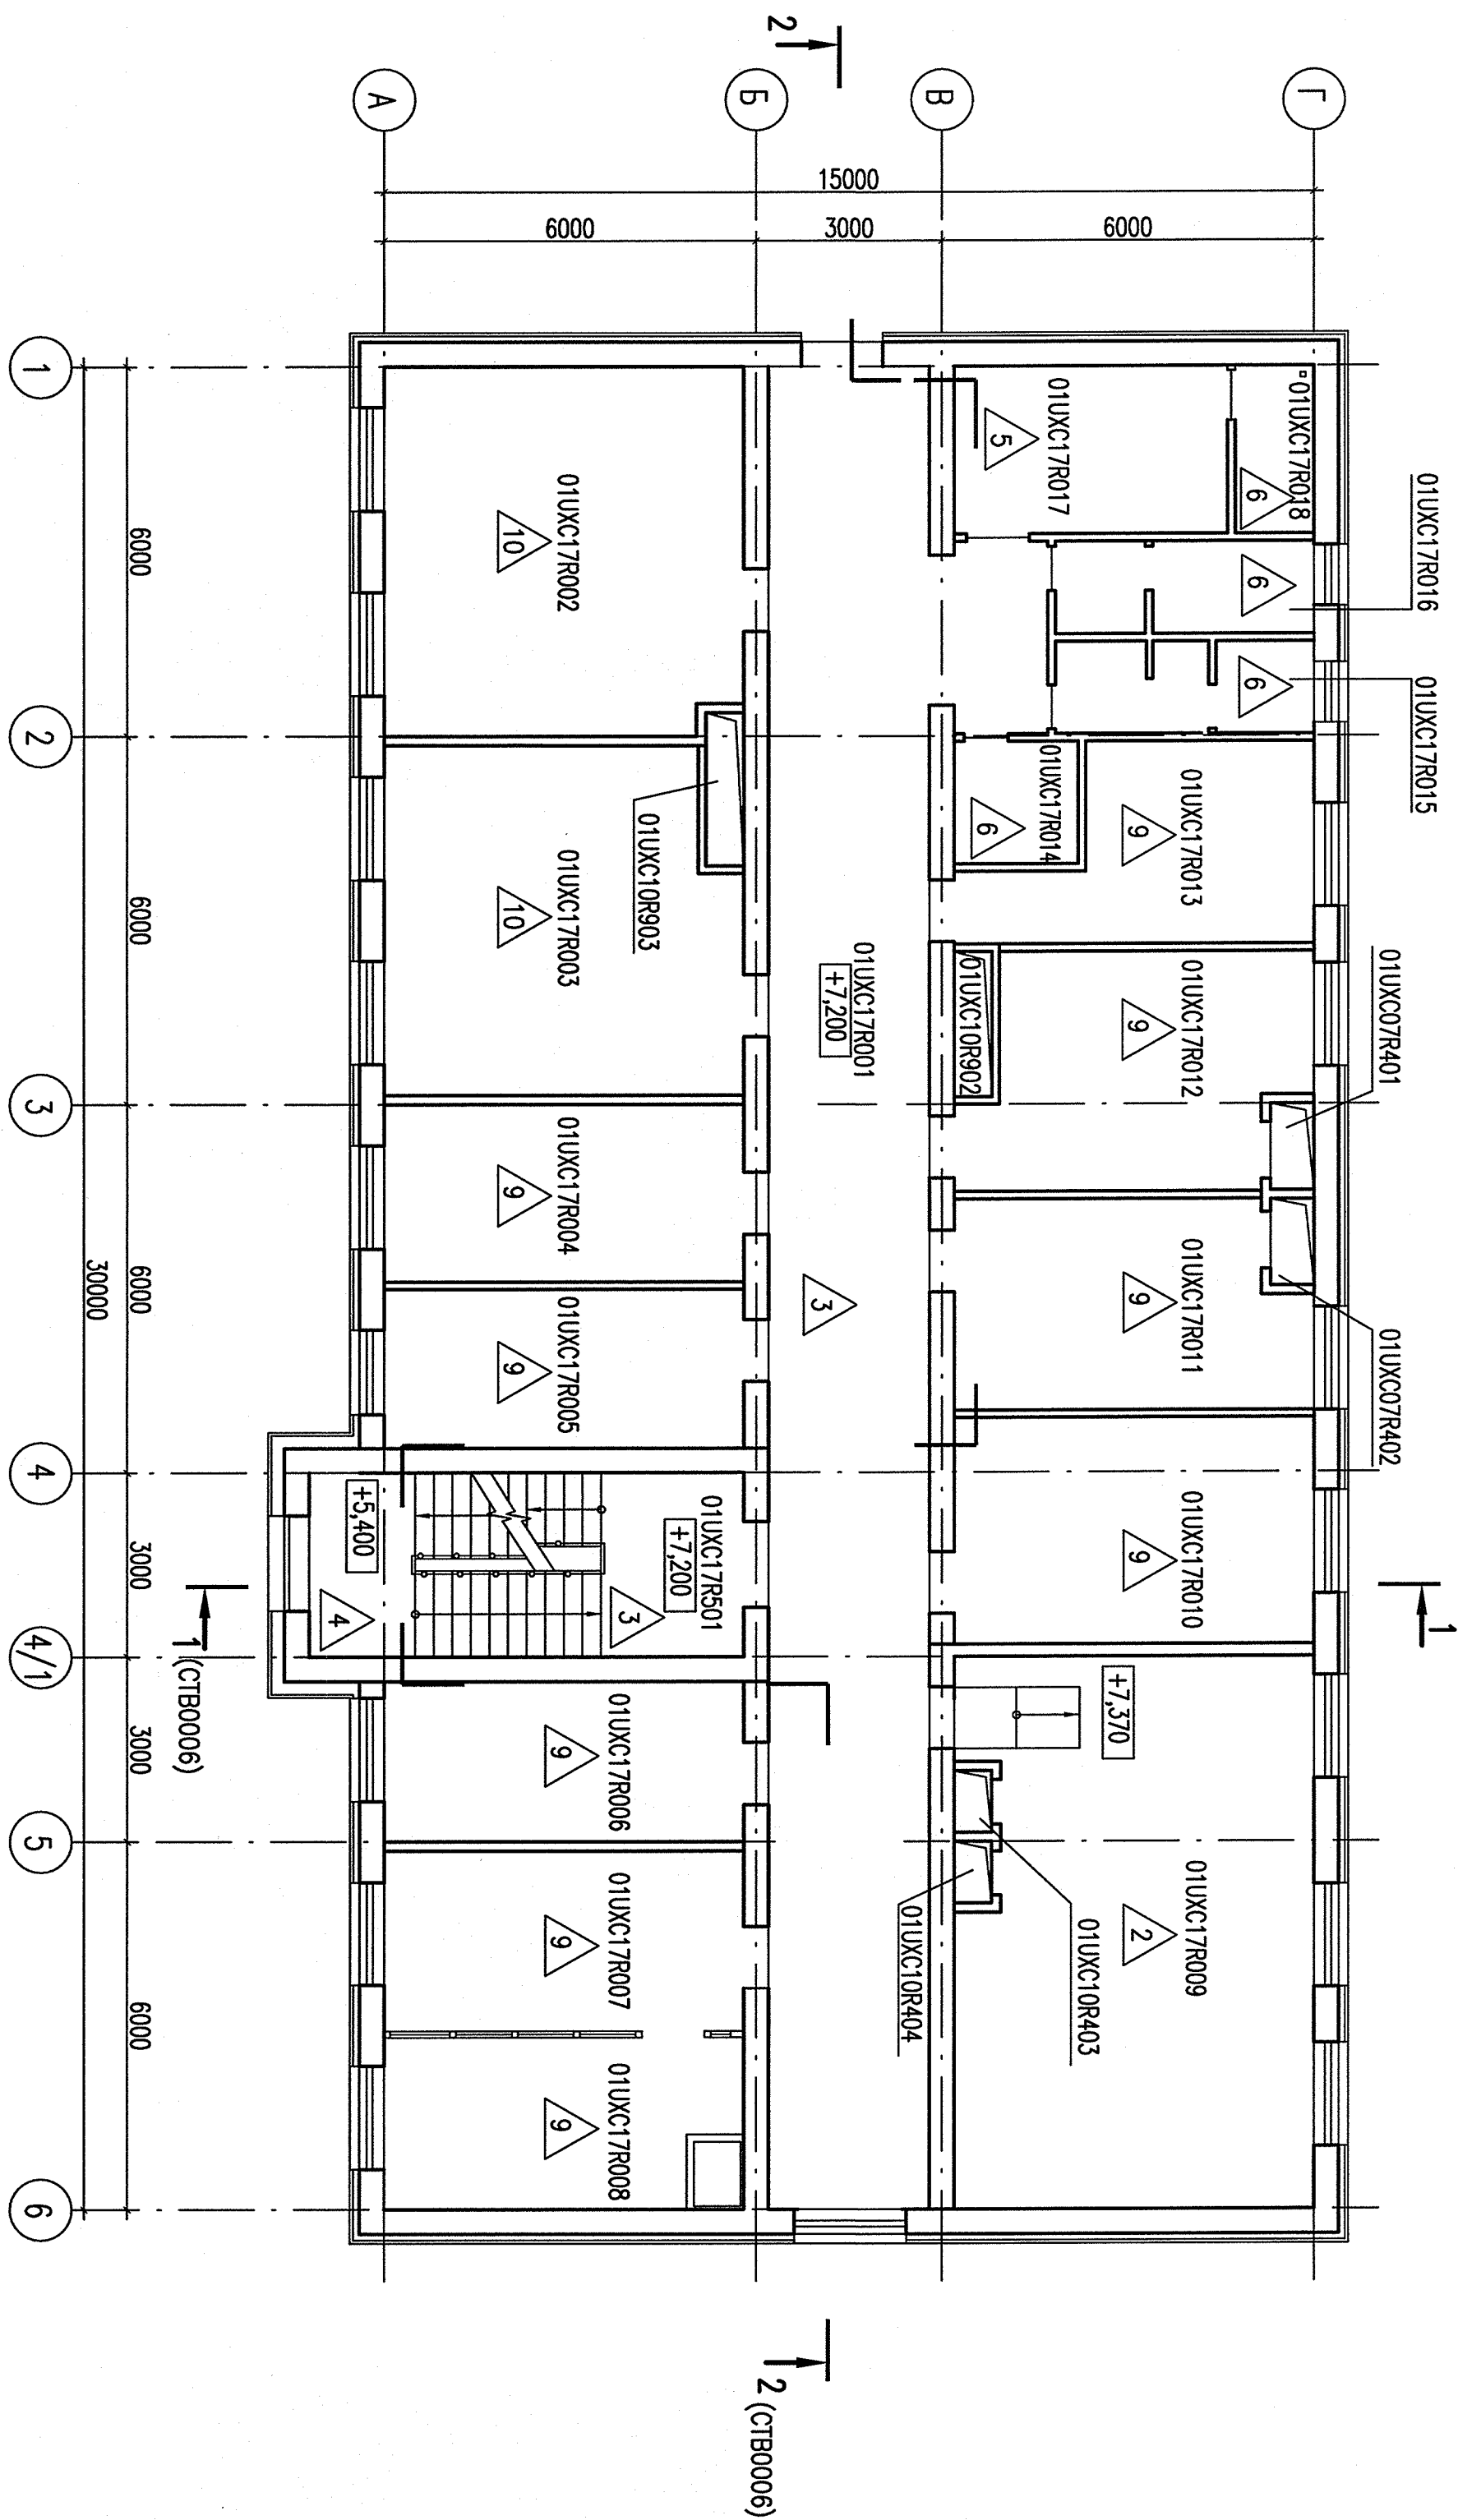 01UXC17R016
01UXC17R015
01UXC07R401
01UXC07R402
1
Г
6000
01UXC17R018
6
6
6
01UXC17R013
9
01UXC17R012
9
01UXC17R011
9
01UXC17R010
9
+7,370
01UXC17R009
2
01UXC17R017
5
01UXC17R014
6
01UXC10R902
01UXC10R403
01UXC10R404
В
15000
3000
2
01UXC17R001
+7,200
3
2 (СТВ0006)
Б
6000
01UXC10R903
01UXC17R501
+7,200
3
01UXC17R002
10
01UXC17R003
10
01UXC17R004
9
01UXC17R005
9
01UXC17R006
9
01UXC17R007
9
01UXC17R008
9
А
+5,400
4
1 (СТВ0006)
6000
6000
6000
3000
3000
6000
30000
1
2
3
4
4/1
5
6